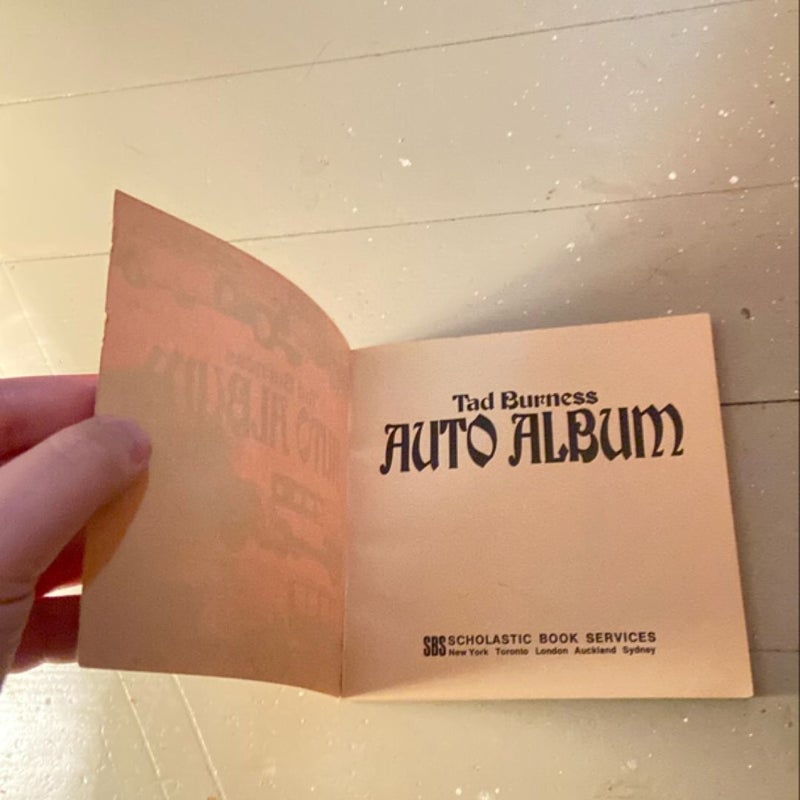 Tad Burness
AUTO ALBUM
SBS SCHOLASTIC BOOK SERVICES
New York Toronto London Auckland Sydney